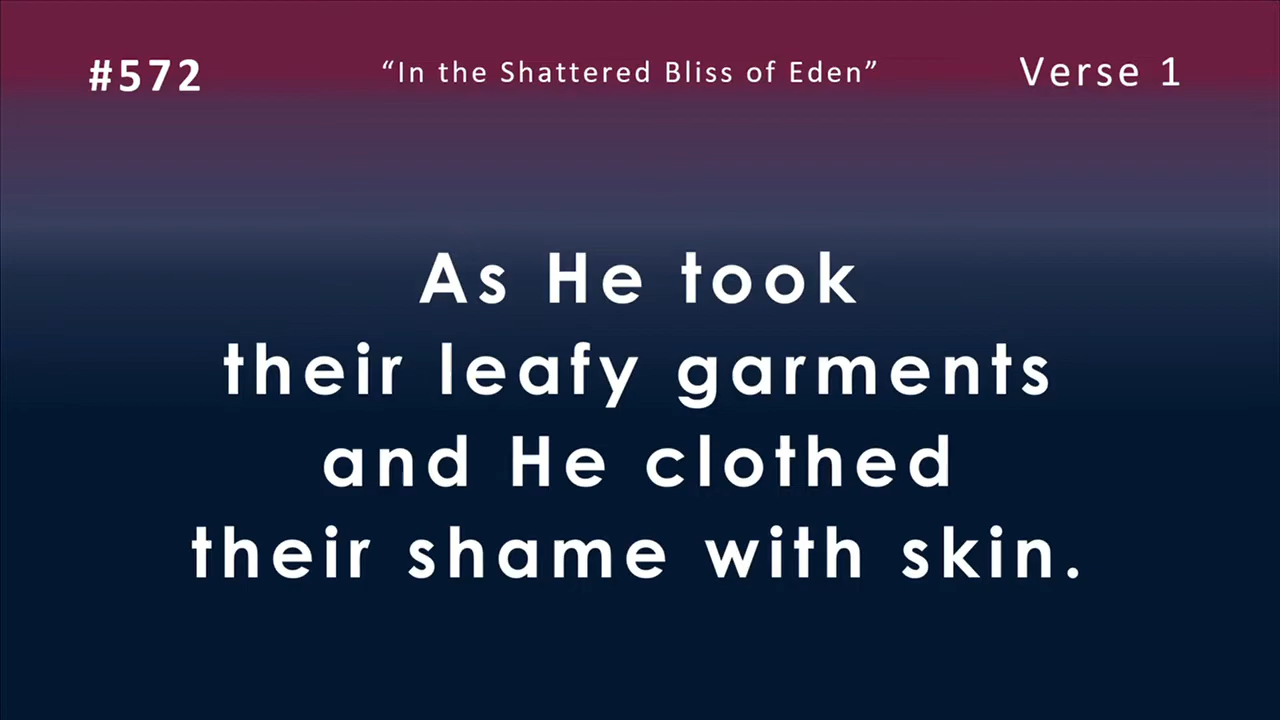 #572 “In the Shattered Bliss of Eden” Verse 1
As He took
their leafy garments
and He clothed
their shame with skin.